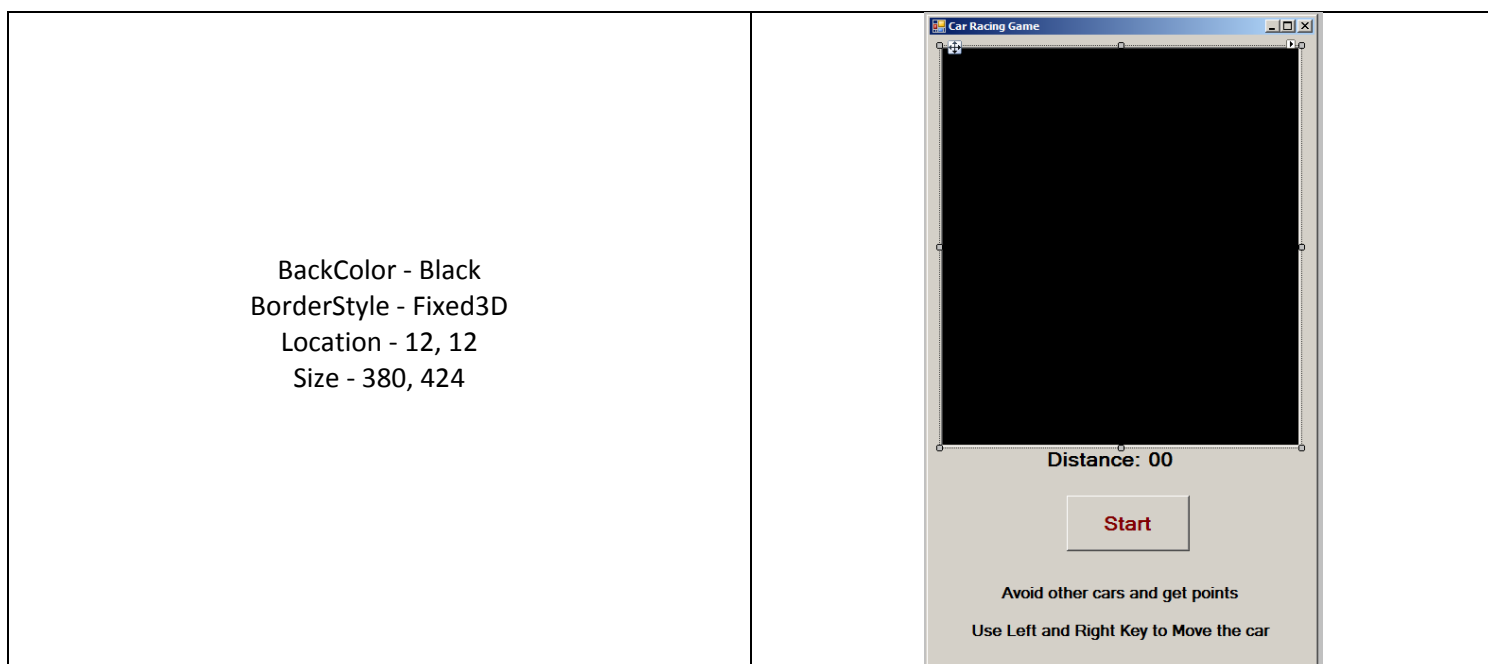 BackColor - Black
BorderStyle - Fixed3D
Location - 12, 12
Size - 380, 424
Car Racing Game
Distance: 00
Start
Avoid other cars and get points
Use Left and Right Key to Move the car